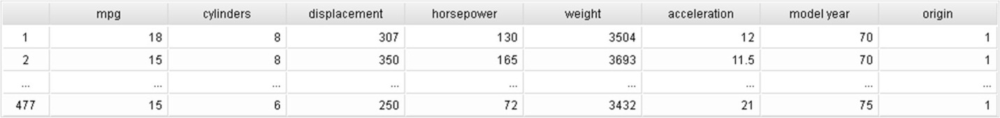 mpg cylinders displacement horsepower weight acceleration model year origin
1 18 8 307 130 3504 12 70 1
2 15 8 350 165 3693 11.5 70 1
... ... ... ... ... ... ... ... ...
477 15 6 250 72 3432 21 75 1